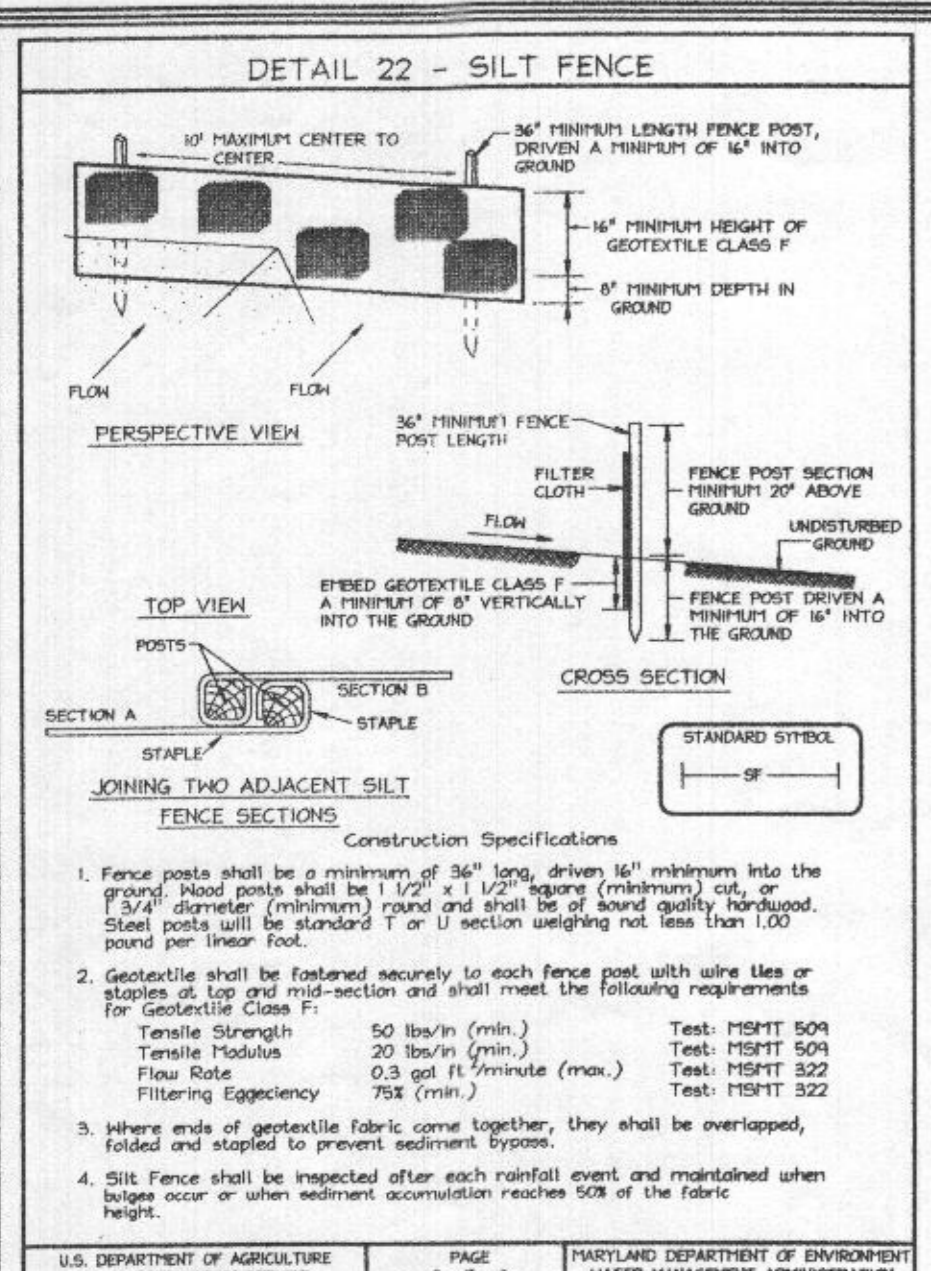 DETAIL 22 - SILT FENCE
10' MAXIMUM CENTER TO
CENTER
36" MINIMUM LENGTH FENCE POST,
DRIVEN A MINIMUM OF 16" INTO
GROUND
16" MINIMUM HEIGHT OF
GEOTEXTILE CLASS F
8" MINIMUM DEPTH IN
GROUND
FLOW
FLOW
PERSPECTIVE VIEW
36" MINIMUM FENCE
POST LENGTH
FILTER
CLOTH
FENCE POST SECTION
MINIMUM 20" ABOVE
GROUND
FLOW
UNDISTURBED
GROUND
EMBED GEOTEXTILE CLASS F
A MINIMUM OF 8" VERTICALLY
INTO THE GROUND
FENCE POST DRIVEN A
MINIMUM OF 16" INTO
THE GROUND
CROSS SECTION
TOP VIEW
POSTS
SECTION B
SECTION A
STAPLE
STAPLE
JOINING TWO ADJACENT SILT
FENCE SECTIONS
STANDARD SYMBOL
SF
Construction Specifications
1. Fence posts shall be a minimum of 36" long, driven 16" minimum into the
ground. Wood posts shall be 1 1/2" x 1 1/2" square (minimum) cut, or
1 3/4" diameter (minimum) round and shall be of sound quality hardwood.
Steel posts will be standard T or U section weighing not less than 1.00
pound per linear foot.
2. Geotextile shall be fastened securely to each fence post with wire ties or
staples at top and mid-section and shall meet the following requirements
for Geotextile Class F:
Tensile Strength 50 lbs/in (min.) Test: MSMT 509
Tensile Modulus 20 lbs/in (min.) Test: MSMT 509
Flow Rate 0.3 gal ft²/minute (max.) Test: MSMT 322
Filtering Eggeciency 75% (min.) Test: MSMT 322
3. Where ends of geotextile fabric come together, they shall be overlapped,
folded and stapled to prevent sediment bypass.
4. Silt Fence shall be inspected after each rainfall event and maintained when
bulges occur or when sediment accumulation reaches 50% of the fabric
height.
U.S. DEPARTMENT OF AGRICULTURE
PAGE
MARYLAND DEPARTMENT OF ENVIRONMENT